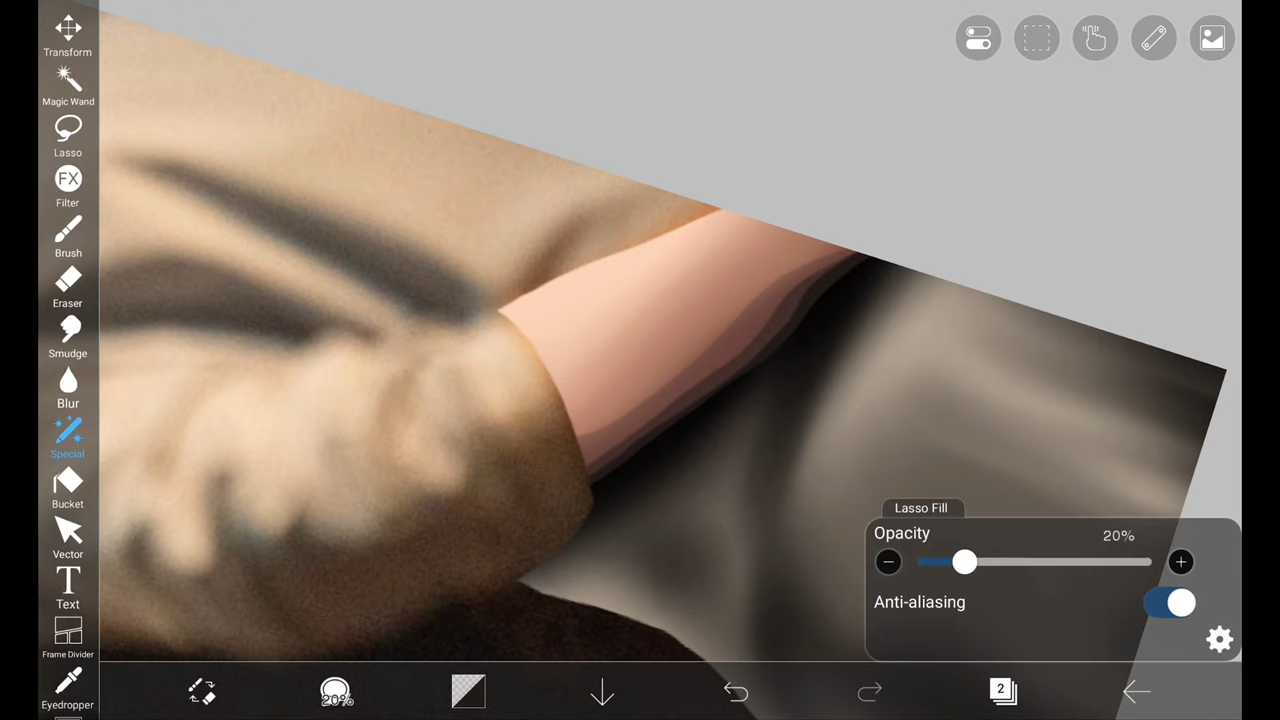 Transform
Magic Wand
Lasso
FX
Filter
Brush
Eraser
Smudge
Blur
Special
Bucket
Vector
T
Text
Frame Divider
Eyedropper
Lasso Fill
Opacity 20%
Anti-aliasing
20%
2